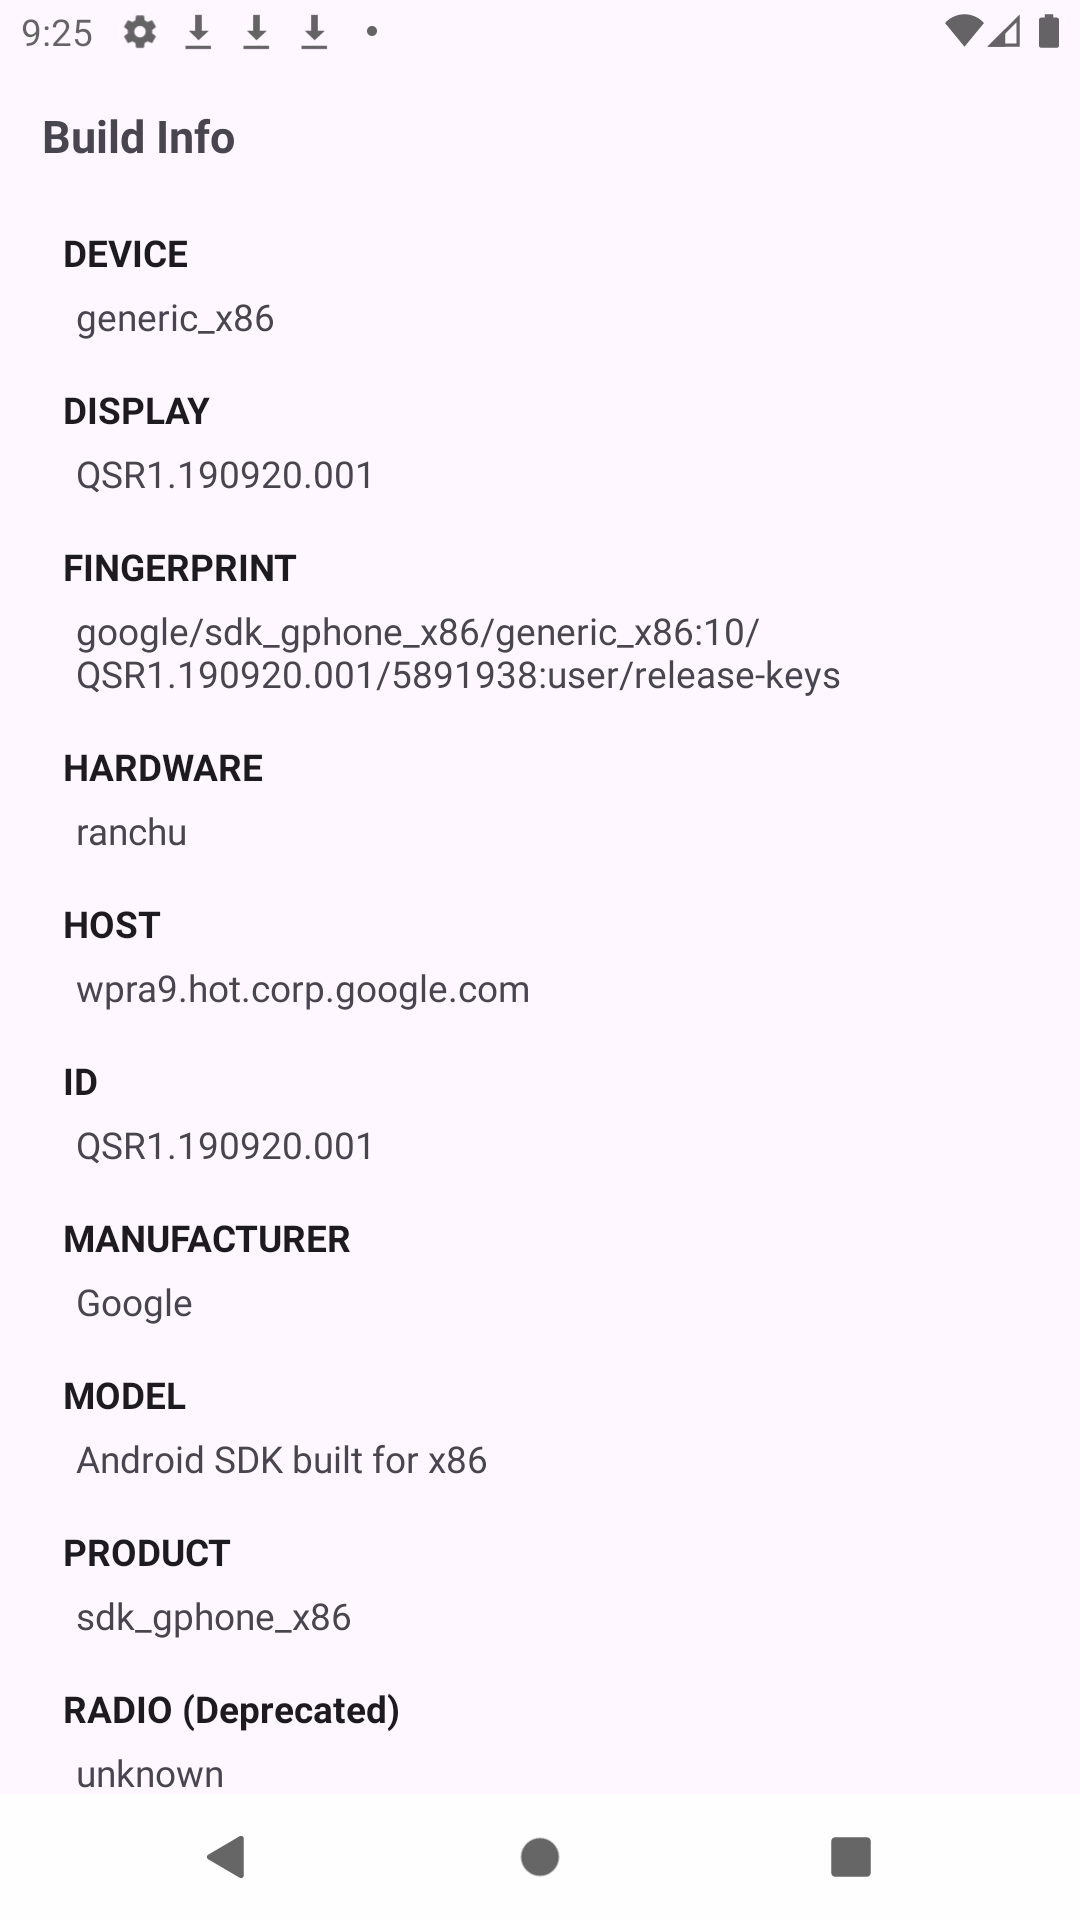 9:25
Build Info
DEVICE
generic_x86
DISPLAY
QSR1.190920.001
FINGERPRINT
google/sdk_gphone_x86/generic_x86:10/
QSR1.190920.001/5891938:user/release-keys
HARDWARE
ranchu
HOST
wpra9.hot.corp.google.com
ID
QSR1.190920.001
MANUFACTURER
Google
MODEL
Android SDK built for x86
PRODUCT
sdk_gphone_x86
RADIO (Deprecated)
unknown